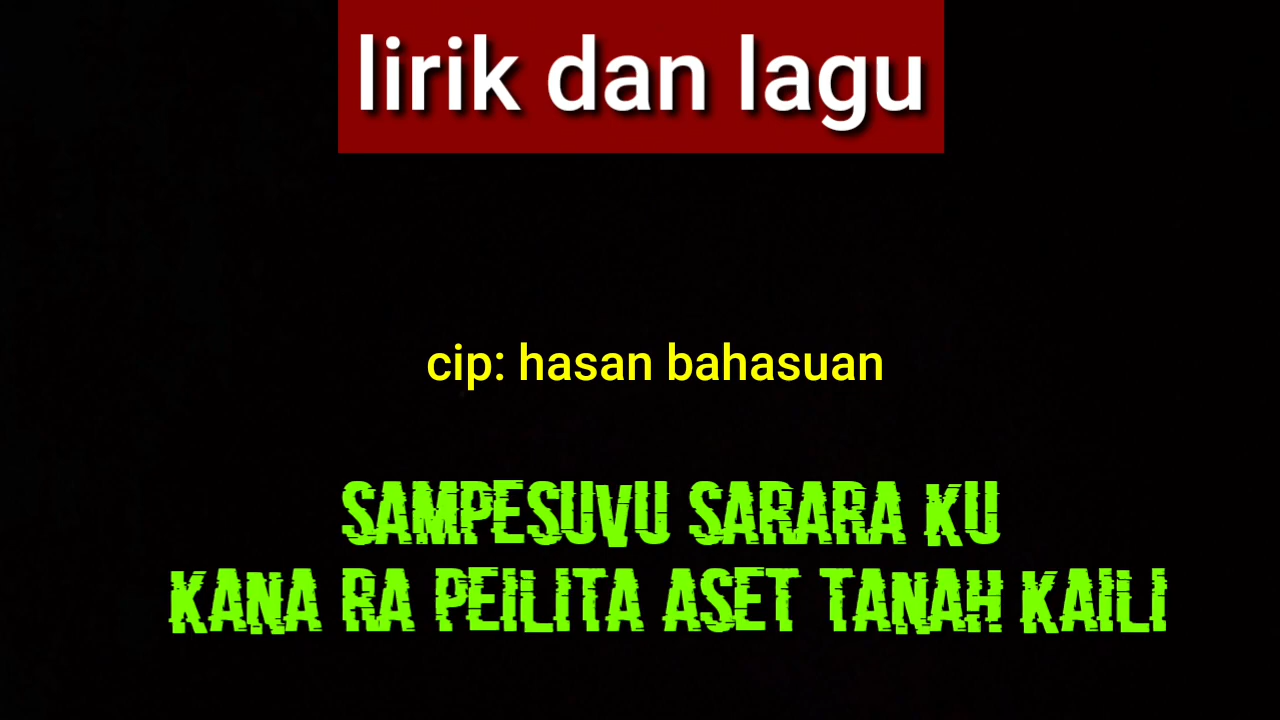 lirik dan lagu
cip: hasan bahasuan
SAMPESUVU SARARA KU
KANA RA PEILITA ASET TANAH KAILI